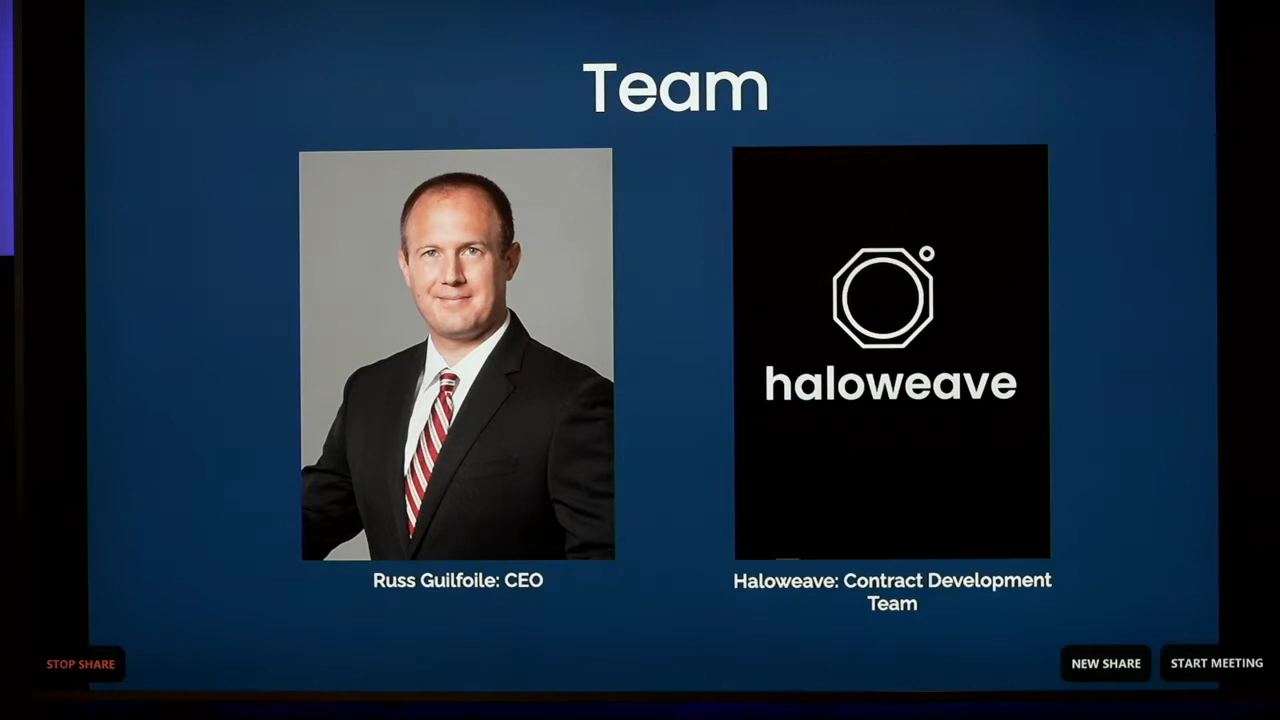 Team
haloweave
Russ Guilfoile: CEO
Haloweave: Contract Development
Team
STOP SHARE
NEW SHARE
START MEETING